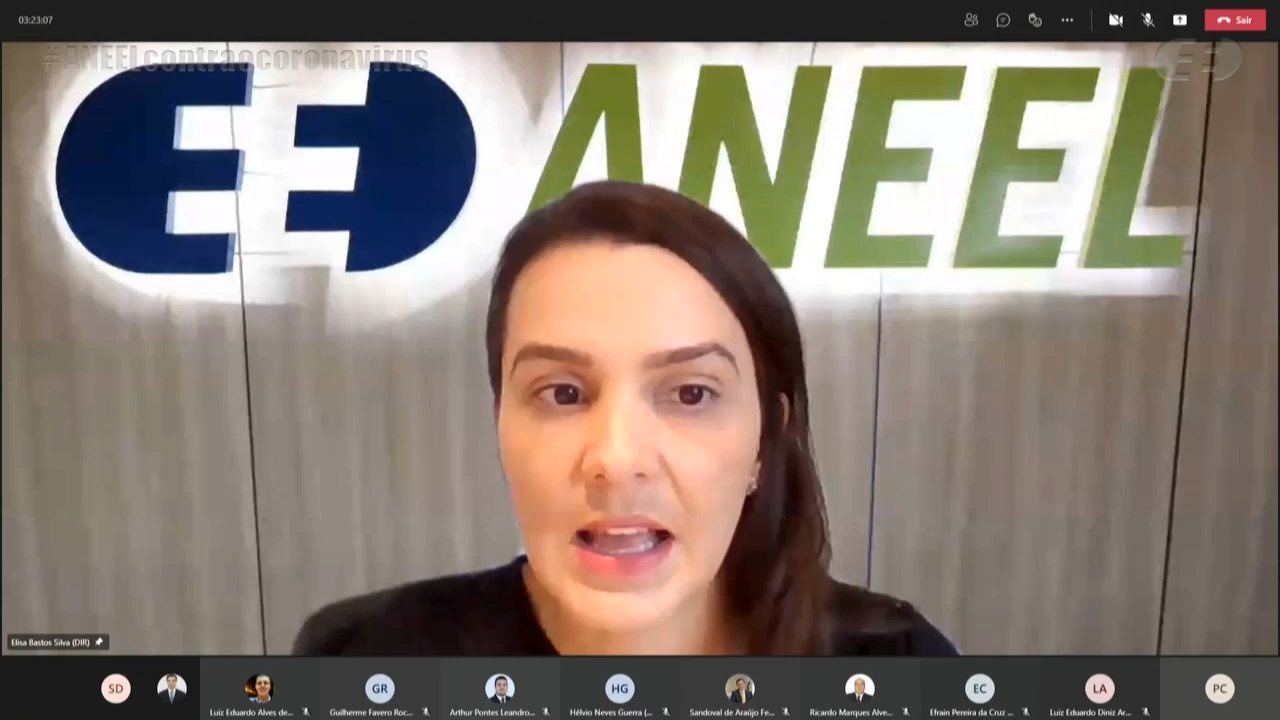 03:23:07
Sair
#ANEELcontraocoronavirus
ANEEL
Elisa Bastos Silva (DIR)
SD
GR
HG
EC
LA
PC
Luiz Eduardo Alves de...
Guilherme Favero Roc...
Arthur Pontes Leandro...
Hélvio Neves Guerra (...
Sandoval de Araújo Fe...
Ricardo Marques Alve...
Efrain Pereira da Cruz ...
Luiz Eduardo Diniz Ar...